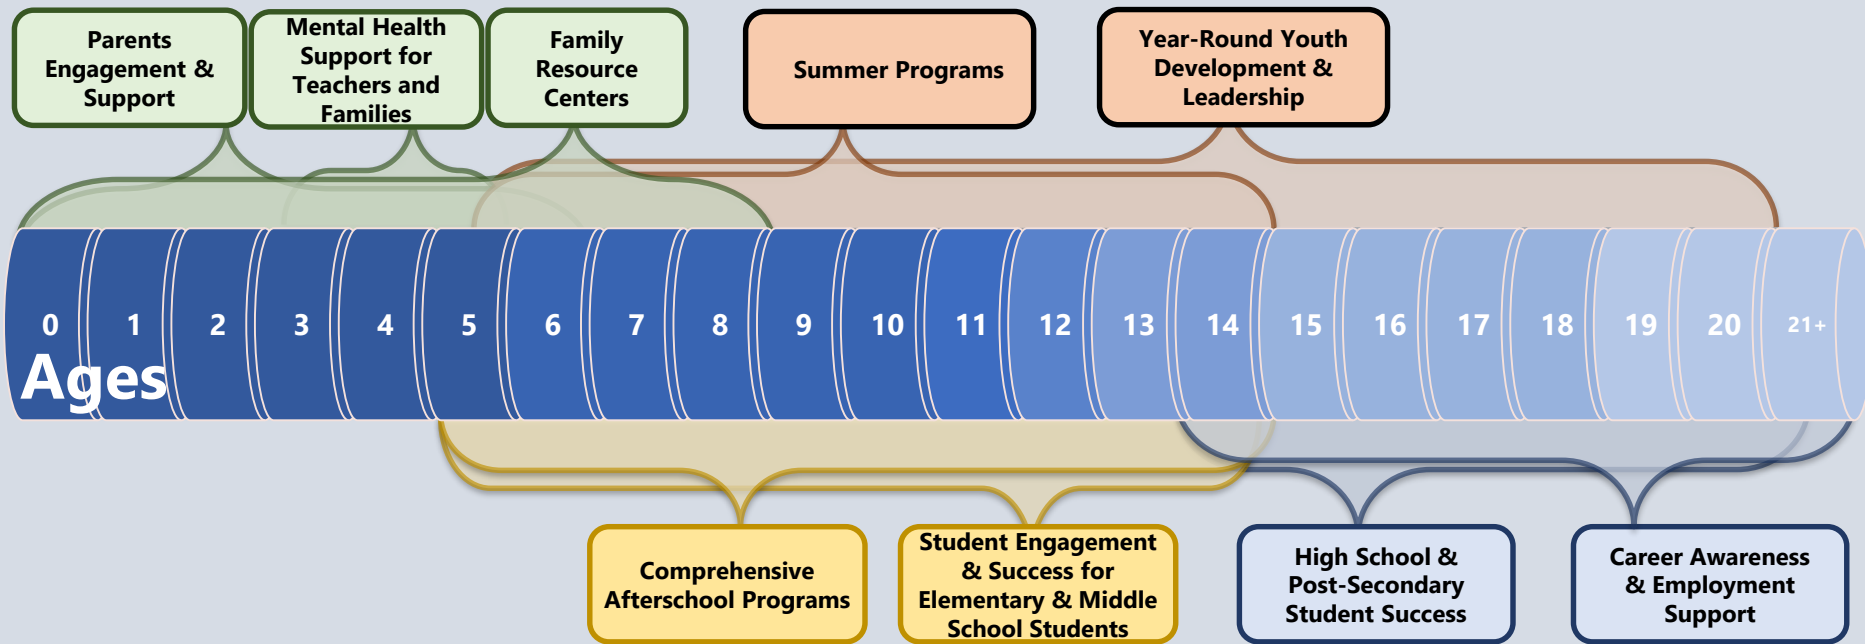 Parents
Engagement &
Support
Mental Health
Support for
Teachers and
Families
Family
Resource
Centers
Summer Programs
Year-Round Youth
Development &
Leadership
0 1 2 3 4 5 6 7 8 9 10 11 12 13 14 15 16 17 18 19 20 21+
Ages
Comprehensive
Afterschool Programs
Student Engagement
& Success for
Elementary & Middle
School Students
High School &
Post-Secondary
Student Success
Career Awareness
& Employment
Support